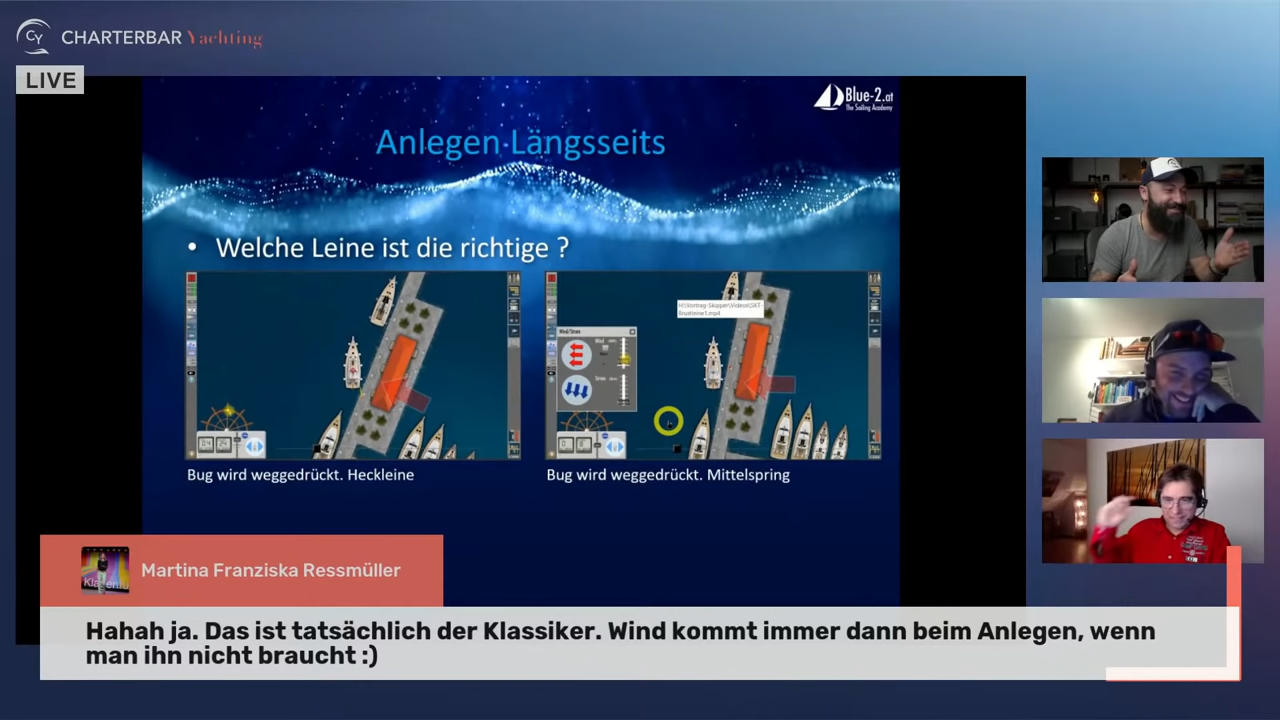 CY CHARTERBAR Yachting
LIVE
Blue-2.at
The Sailing Academy
Anlegen Längsseits
• Welche Leine ist die richtige ?
Bug wird weggedrückt. Heckleine
Bug wird weggedrückt. Mittelspring
Martina Franziska Ressmüller
Hahah ja. Das ist tatsächlich der Klassiker. Wind kommt immer dann beim Anlegen, wenn
man ihn nicht braucht :)